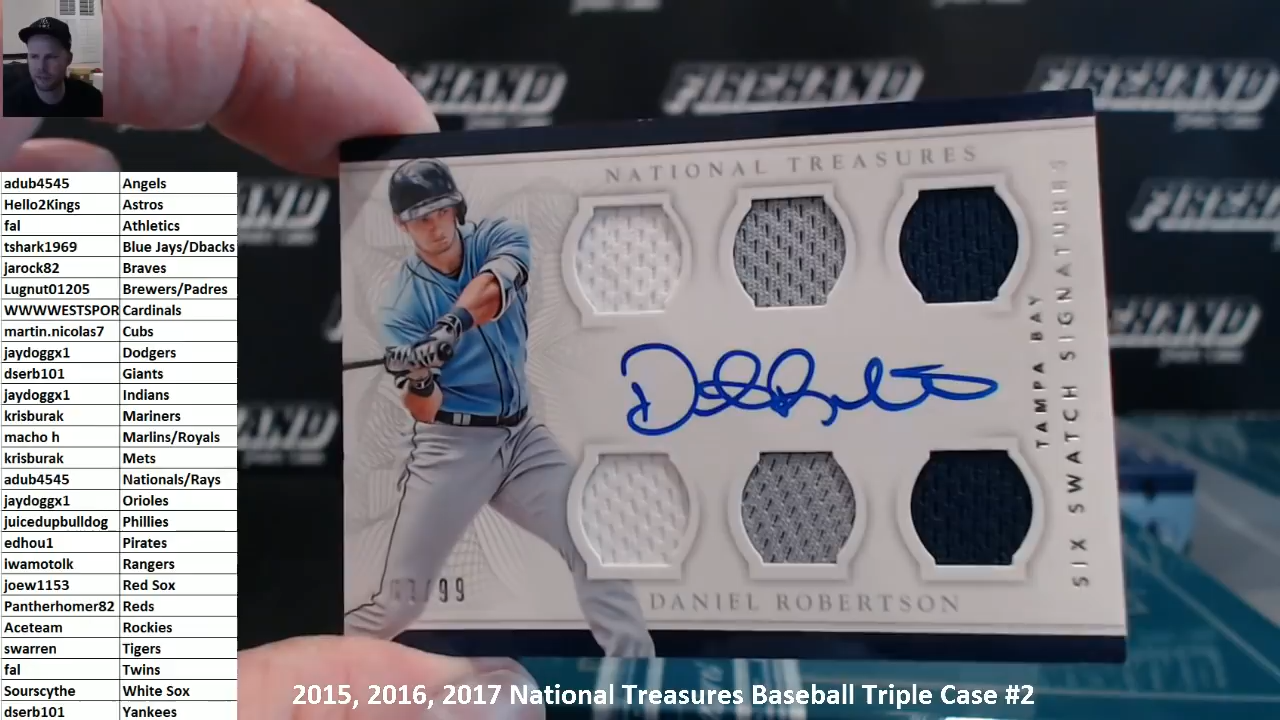 FIREHAND FIREHAND FIREHAND
NATIONAL TREASURES
SIX SWATCH SIGNATURES
TAMPA BAY
/99
DANIEL ROBERTSON
adub4545 Angels
Hello2Kings Astros
fal Athletics
tshark1969 Blue Jays/Dbacks
jarock82 Braves
Lugnut01205 Brewers/Padres
WWWWESTSPOR Cardinals
martin.nicolas7 Cubs
jaydoggx1 Dodgers
dserb101 Giants
jaydoggx1 Indians
krisburak Mariners
macho h Marlins/Royals
krisburak Mets
adub4545 Nationals/Rays
jaydoggx1 Orioles
juicedupbulldog Phillies
edhou1 Pirates
iwamotolk Rangers
joew1153 Red Sox
Pantherhomer82 Reds
Aceteam Rockies
swarren Tigers
fal Twins
Sourscythe White Sox
dserb101 Yankees
2015, 2016, 2017 National Treasures Baseball Triple Case #2